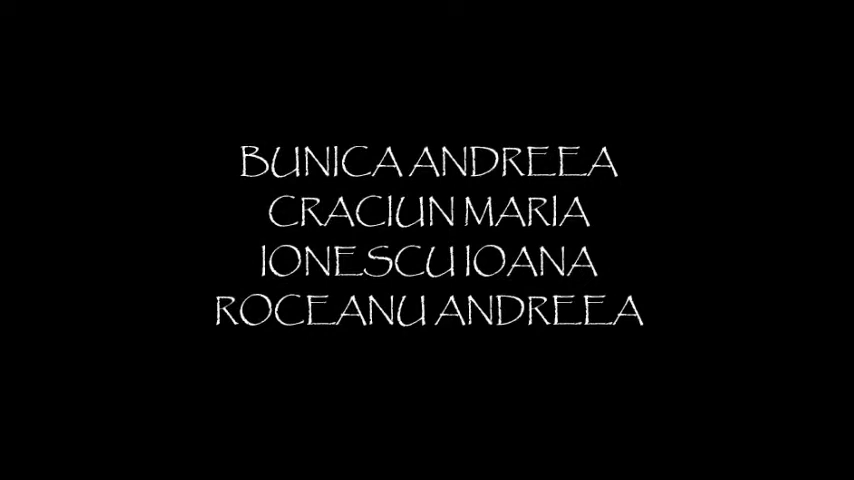 BUNICA ANDREEA
CRACIUN MARIA
IONESCU IOANA
ROCEANU ANDREEA